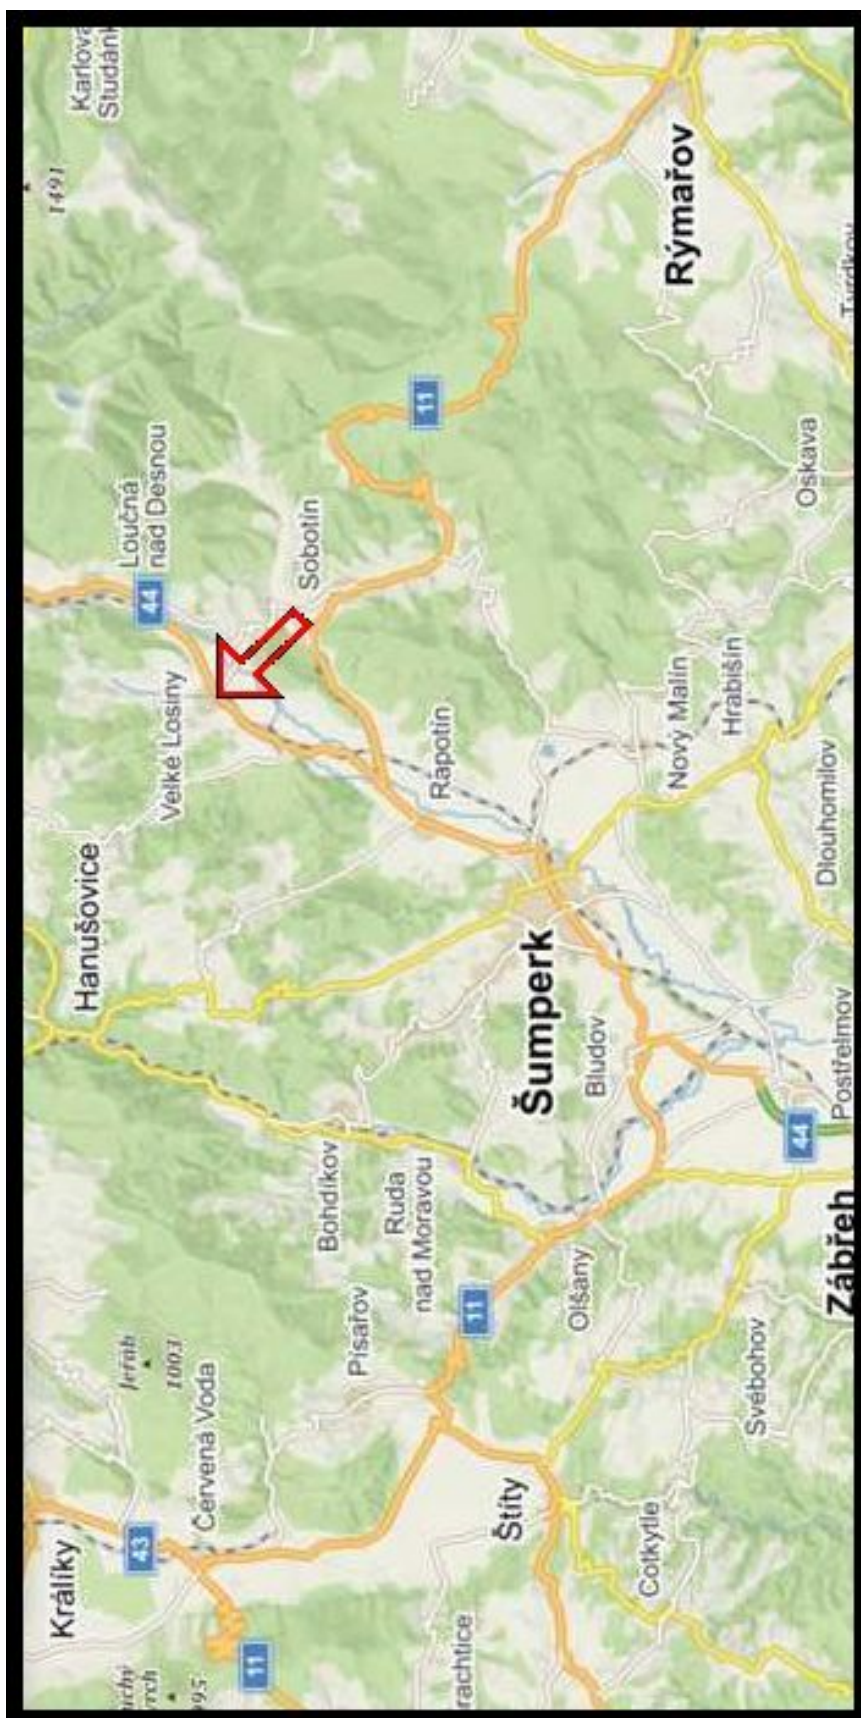 Králíky
1491
Karlova
Studánk
Hanušovice
Jeřáb
1003
43
Loučná
nad Desnou
44
Velké Losiny
Červená Voda
11
Sobotín
Bohdíkov
Písařov
Ruda
nad Moravou
11
Rapotín
rachtice
11
Štíty
Šumperk
Olšany
Bludov
Cotkytle
Nový Malín
Rýmařov
Hrabišín
Svébohov
44
Oskava
Dlouhomilov
Zábřeh
Postřelmov